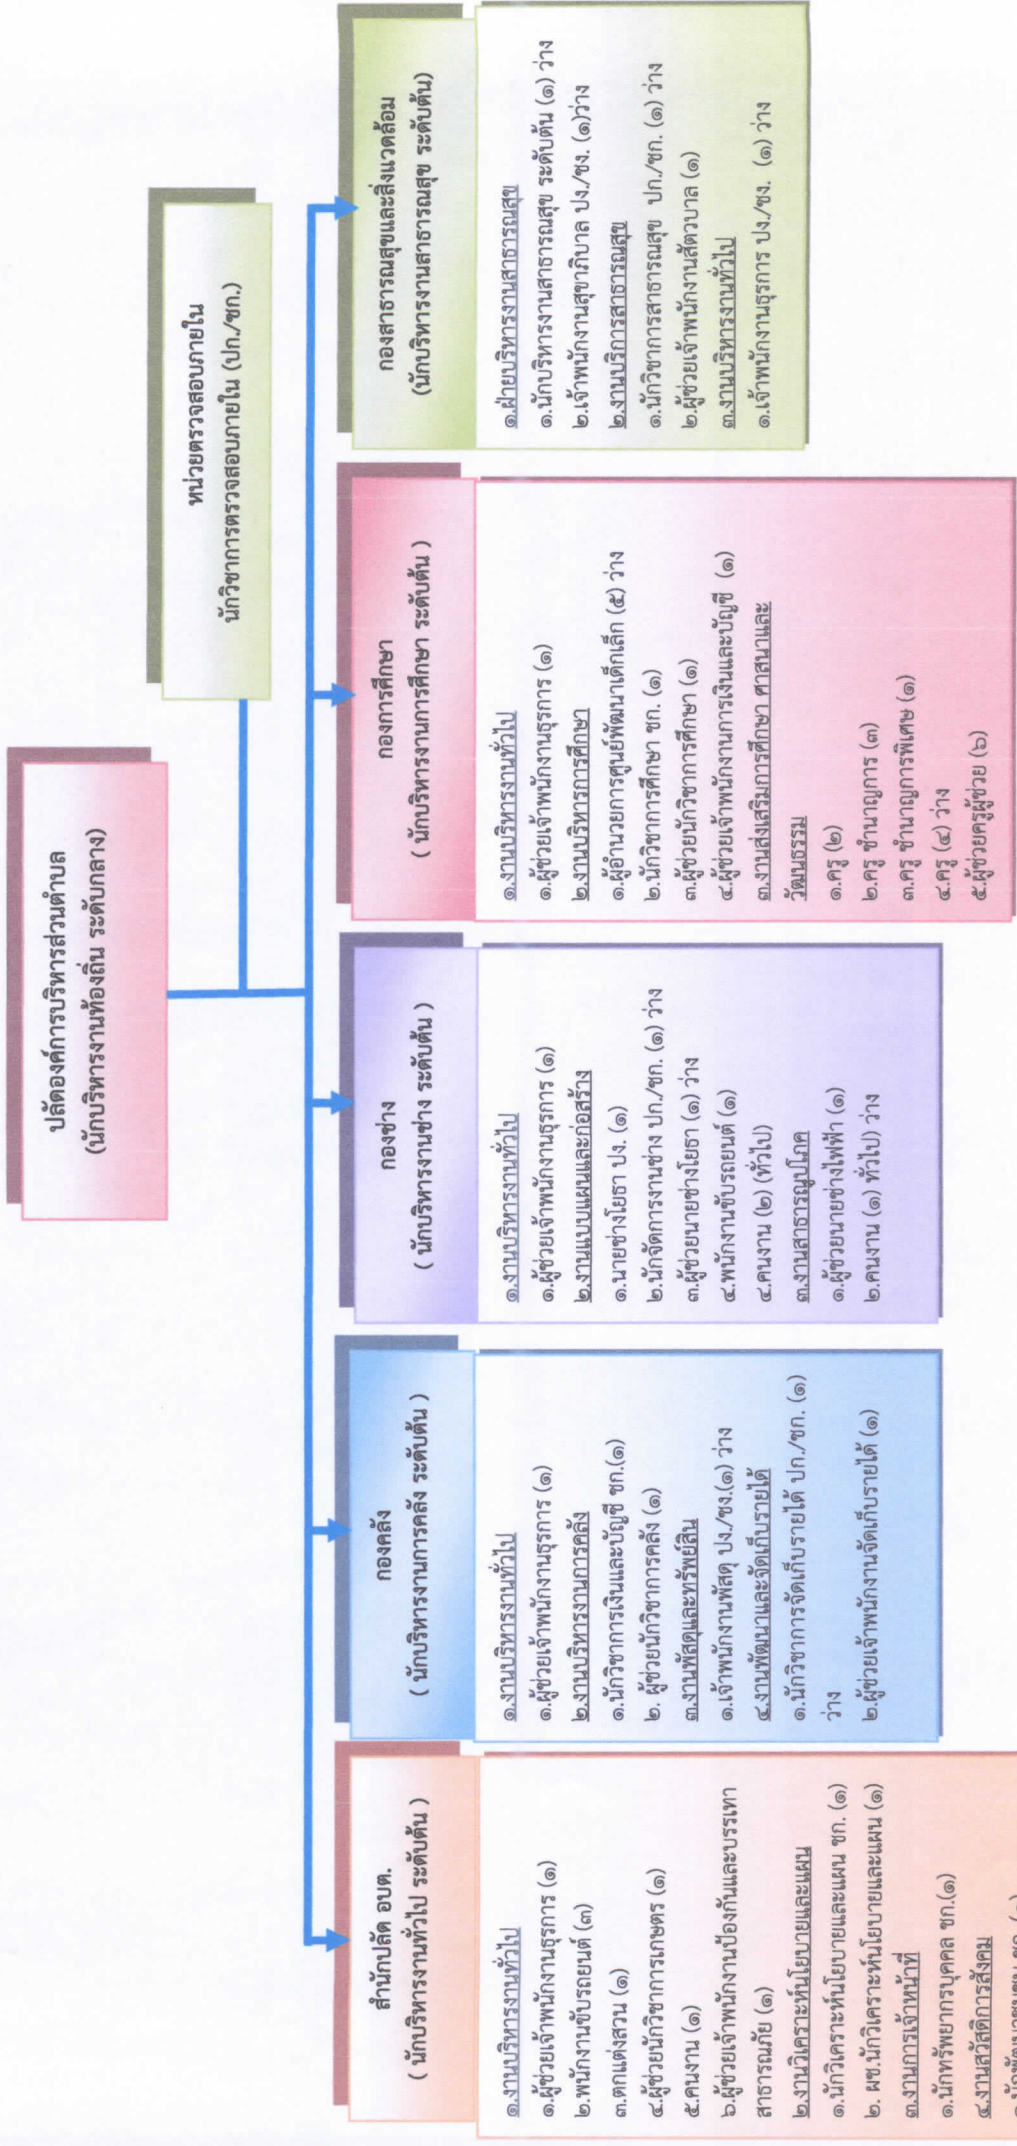 ปลัดองค์การบริหารส่วนตำบล
(นักบริหารงานท้องถิ่น ระดับกลาง)
หน่วยตรวจสอบภายใน
นักวิชาการตรวจสอบภายใน (ปก./ชก.)
สำนักปลัด อบต.
( นักบริหารงานทั่วไป ระดับต้น )
๑.งานบริหารงานทั่วไป
๑.ผู้ช่วยเจ้าพนักงานธุรการ (๑)
๒.พนักงานขับรถยนต์ (๓)
๓.ตกแต่งสวน (๑)
๔.ผู้ช่วยนักวิชาการเกษตร (๑)
๕.คนงาน (๑)
๖.ผู้ช่วยเจ้าพนักงานป้องกันและบรรเทา
สาธารณภัย (๑)
๒.งานวิเคราะห์นโยบายและแผน
๑.นักวิเคราะห์นโยบายและแผน ชก. (๑)
๒. ผช.นักวิเคราะห์นโยบายและแผน (๑)
๓.งานการเจ้าหน้าที่
๑.นักทรัพยากรบุคคล ชก.(๑)
๔.งานสวัสดิการสังคม
กองคลัง
( นักบริหารงานการคลัง ระดับต้น )
๑.งานบริหารงานทั่วไป
๑.ผู้ช่วยเจ้าพนักงานธุรการ (๑)
๒.งานบริหารงานการคลัง
๑.นักวิชาการเงินและบัญชี ชก.(๑)
๒. ผู้ช่วยนักวิชาการคลัง (๑)
๓.งานพัสดุและทรัพย์สิน
๑.เจ้าพนักงานพัสดุ ปง./ชง.(๑) ว่าง
๔.งานพัฒนาและจัดเก็บรายได้
๑.นักวิชาการจัดเก็บรายได้ ปก./ชก. (๑)
ว่าง
๒.ผู้ช่วยเจ้าพนักงานจัดเก็บรายได้ (๑)
กองช่าง
( นักบริหารงานช่าง ระดับต้น )
๑.งานบริหารงานทั่วไป
๑.ผู้ช่วยเจ้าพนักงานธุรการ (๑)
๒.งานแบบแผนและก่อสร้าง
๑.นายช่างโยธา ปง. (๑)
๒.นักจัดการงานช่าง ปก./ชก. (๑) ว่าง
๓.ผู้ช่วยนายช่างโยธา (๑) ว่าง
๔.พนักงานขับรถยนต์ (๑)
๔.คนงาน (๒) (ทั่วไป)
๓.งานสาธารณูปโภค
๑.ผู้ช่วยนายช่างไฟฟ้า (๑)
๒.คนงาน (๑) ทั่วไป) ว่าง
กองการศึกษา
( นักบริหารงานการศึกษา ระดับต้น )
๑.งานบริหารงานทั่วไป
๑.ผู้ช่วยเจ้าพนักงานธุรการ (๑)
๒.งานบริหารการศึกษา
๑.ผู้อำนวยการศูนย์พัฒนาเด็กเล็ก (๕) ว่าง
๒.นักวิชาการศึกษา ชก. (๑)
๓.ผู้ช่วยนักวิชาการศึกษา (๑)
๔.ผู้ช่วยเจ้าพนักงานการเงินและบัญชี (๑)
๓.งานส่งเสริมการศึกษา ศาสนาและ
วัฒนธรรม
๑.ครู (๒)
๒.ครู ชำนาญการ (๓)
๓.ครู ชำนาญการพิเศษ (๑)
๔.ครู (๔) ว่าง
๕.ผู้ช่วยครูผู้ช่วย (๖)
กองสาธารณสุขและสิ่งแวดล้อม
(นักบริหารงานสาธารณสุข ระดับต้น)
๑.ฝ่ายบริหารงานสาธารณสุข
๑.นักบริหารงานสาธารณสุข ระดับต้น (๑) ว่าง
๒.เจ้าพนักงานสุขาภิบาล ปง./ชง. (๑)ว่าง
๒.งานบริการสาธารณสุข
๑.นักวิชาการสาธารณสุข ปก./ชก. (๑) ว่าง
๒.ผู้ช่วยเจ้าพนักงานสัตวบาล (๑)
๓.งานบริหารงานทั่วไป
๑.เจ้าพนักงานธุรการ ปง./ชง. (๑) ว่าง